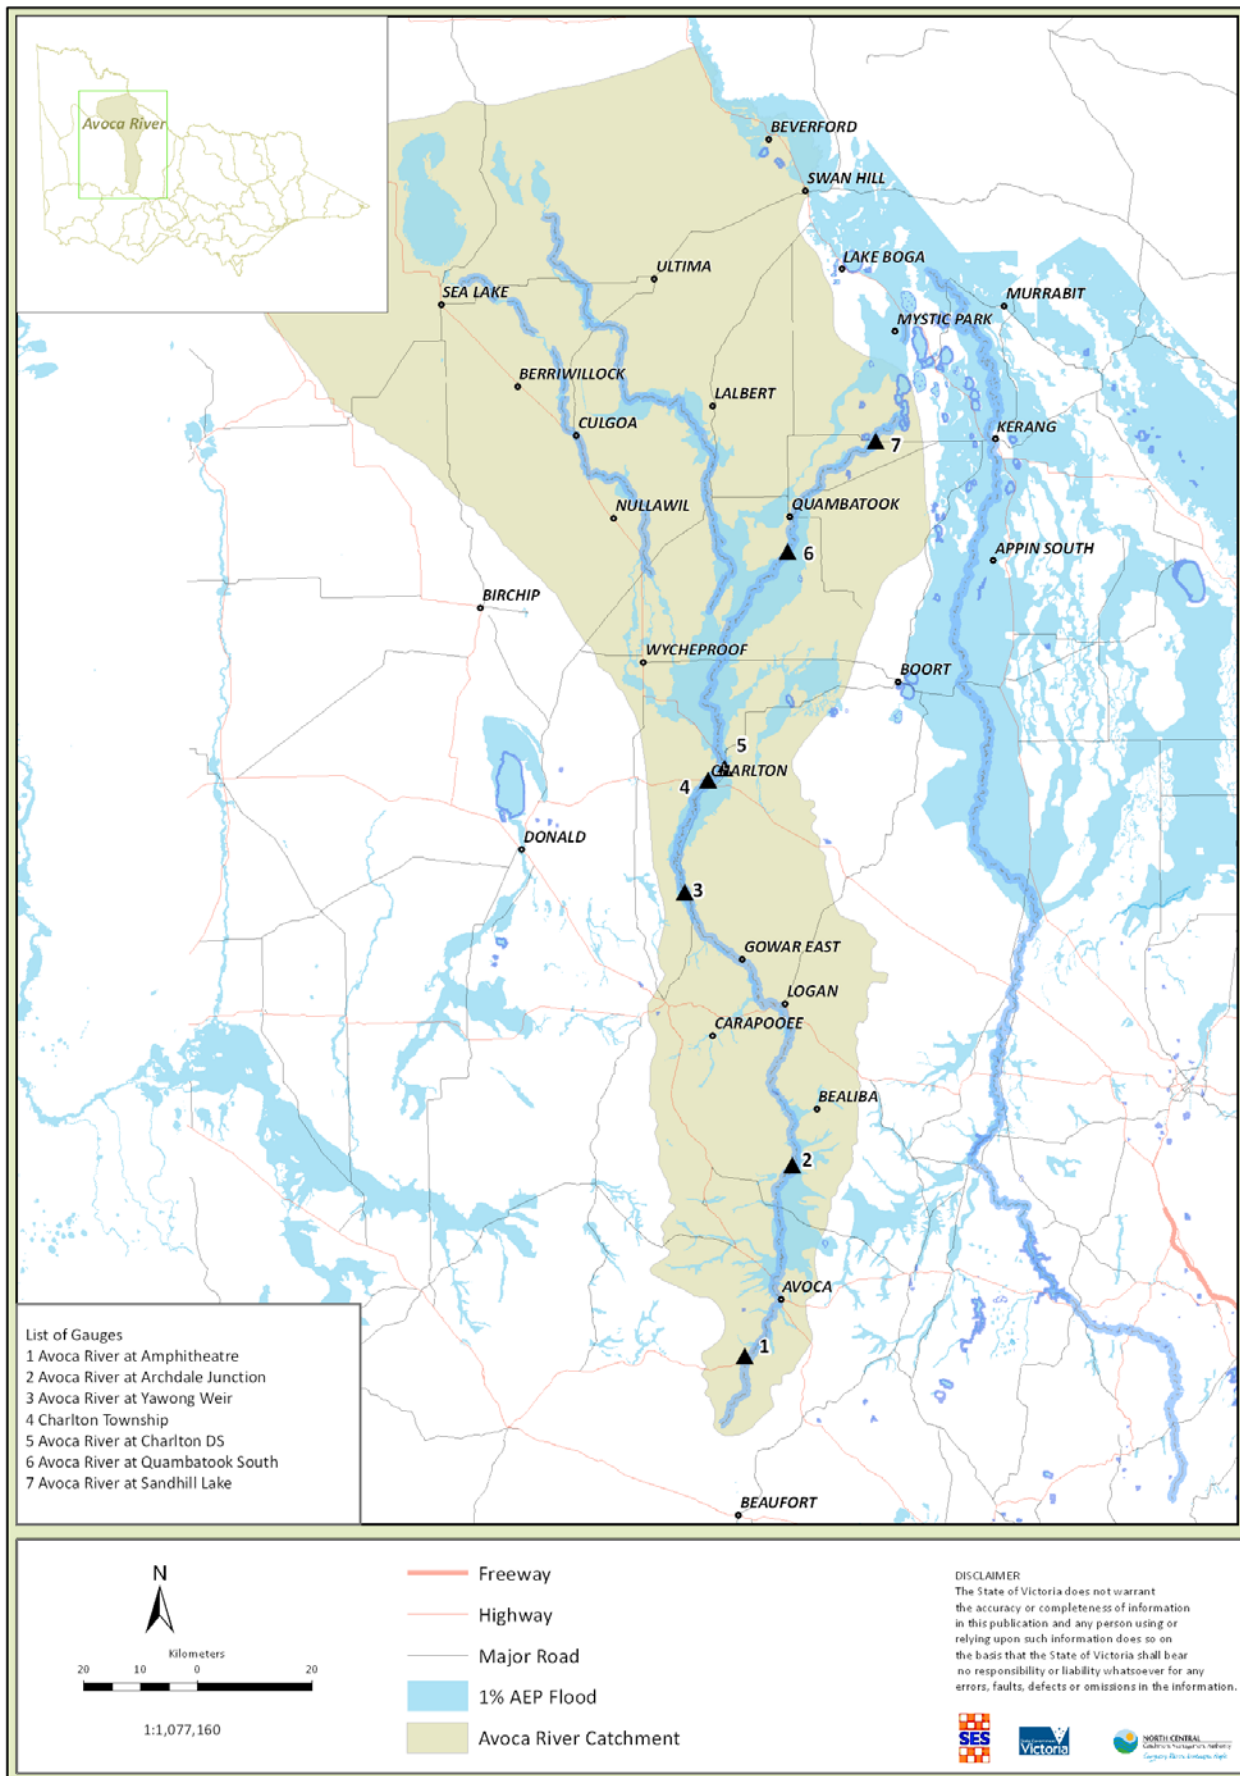 Avoca River
BEVERFORD
SWAN HILL
LAKE BOGA
ULTIMA
SEA LAKE
MURRABIT
MYSTIC PARK
BERRIWILLOCK
LALBERT
CULGOA
KERANG
7
NULLAWIL
QUAMBATOOK
6
APPIN SOUTH
BIRCHIP
WYCHEPROOF
BOORT
5
CHARLTON
4
DONALD
3
GOWAR EAST
LOGAN
CARAPOOEE
BEALIBA
2
AVOCA
1
BEAUFORT
List of Gauges
1 Avoca River at Amphitheatre
2 Avoca River at Archdale Junction
3 Avoca River at Yawong Weir
4 Charlton Township
5 Avoca River at Charlton DS
6 Avoca River at Quambatook South
7 Avoca River at Sandhill Lake
N
Kilometers
20 10 0 20
1:1,077,160
Freeway
Highway
Major Road
1% AEP Flood
Avoca River Catchment
DISCLAIMER
The State of Victoria does not warrant
the accuracy or completeness of information
in this publication and any person using or
relying upon such information does so on
the basis that the State of Victoria shall bear
no responsibility or liability whatsoever for any
errors, faults, defects or omissions in the information.
SES
Victoria
NORTH CENTRAL
Catchment Management Authority